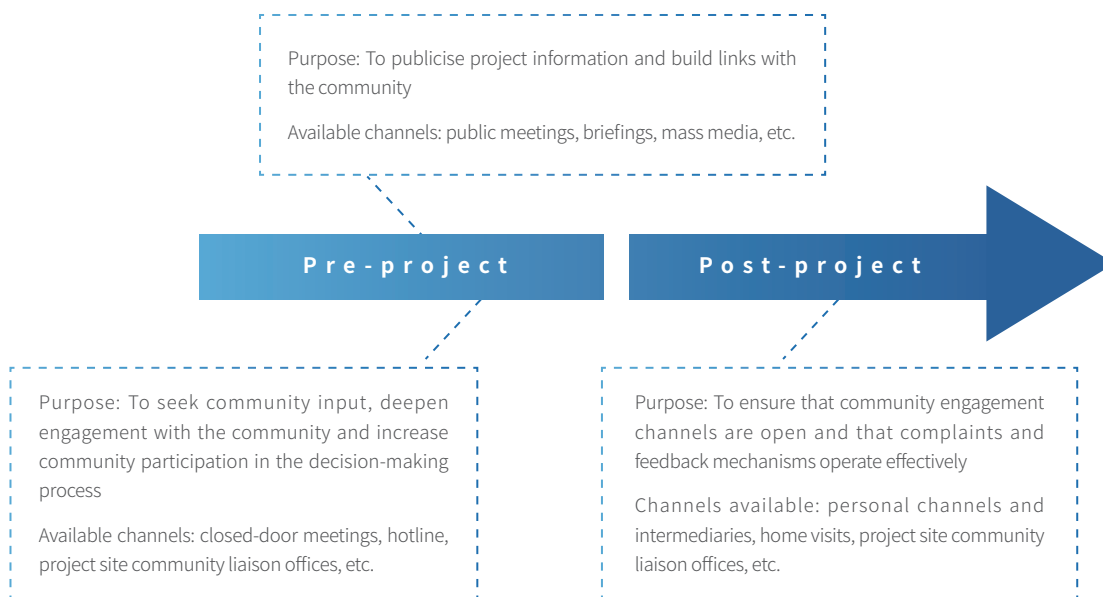 Purpose: To publicise project information and build links with
the community
Available channels: public meetings, briefings, mass media, etc.
Pre-project
Post-project
Purpose: To seek community input, deepen
engagement with the community and increase
community participation in the decision-making
process
Available channels: closed-door meetings, hotline,
project site community liaison offices, etc.
Purpose: To ensure that community engagement
channels are open and that complaints and
feedback mechanisms operate effectively
Channels available: personal channels and
intermediaries, home visits, project site community
liaison offices, etc.